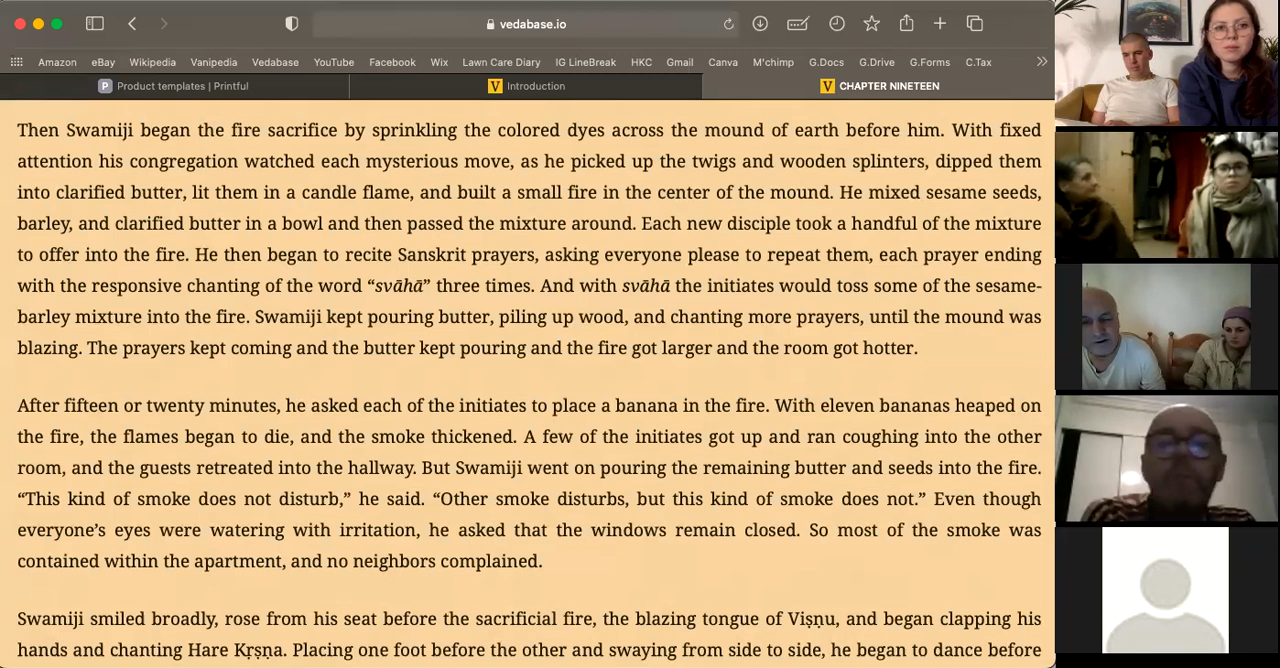 vedabase.io
Amazon eBay Wikipedia Vanipedia Vedabase YouTube Facebook Wix Lawn Care Diary IG LineBreak HKC Gmail Canva M'chimp G.Docs G.Drive G.Forms C.Tax
P Product templates | Printful V Introduction V CHAPTER NINETEEN
Then Swamiji began the fire sacrifice by sprinkling the colored dyes across the mound of earth before him. With fixed
attention his congregation watched each mysterious move, as he picked up the twigs and wooden splinters, dipped them
into clarified butter, lit them in a candle flame, and built a small fire in the center of the mound. He mixed sesame seeds,
barley, and clarified butter in a bowl and then passed the mixture around. Each new disciple took a handful of the mixture
to offer into the fire. He then began to recite Sanskrit prayers, asking everyone please to repeat them, each prayer ending
with the responsive chanting of the word “svāhā” three times. And with svāhā the initiates would toss some of the sesame-
barley mixture into the fire. Swamiji kept pouring butter, piling up wood, and chanting more prayers, until the mound was
blazing. The prayers kept coming and the butter kept pouring and the fire got larger and the room got hotter.
After fifteen or twenty minutes, he asked each of the initiates to place a banana in the fire. With eleven bananas heaped on
the fire, the flames began to die, and the smoke thickened. A few of the initiates got up and ran coughing into the other
room, and the guests retreated into the hallway. But Swamiji went on pouring the remaining butter and seeds into the fire.
“This kind of smoke does not disturb,” he said. “Other smoke disturbs, but this kind of smoke does not.” Even though
everyone’s eyes were watering with irritation, he asked that the windows remain closed. So most of the smoke was
contained within the apartment, and no neighbors complained.
Swamiji smiled broadly, rose from his seat before the sacrificial fire, the blazing tongue of Viṣṇu, and began clapping his
hands and chanting Hare Kṛṣṇa. Placing one foot before the other and swaying from side to side, he began to dance before